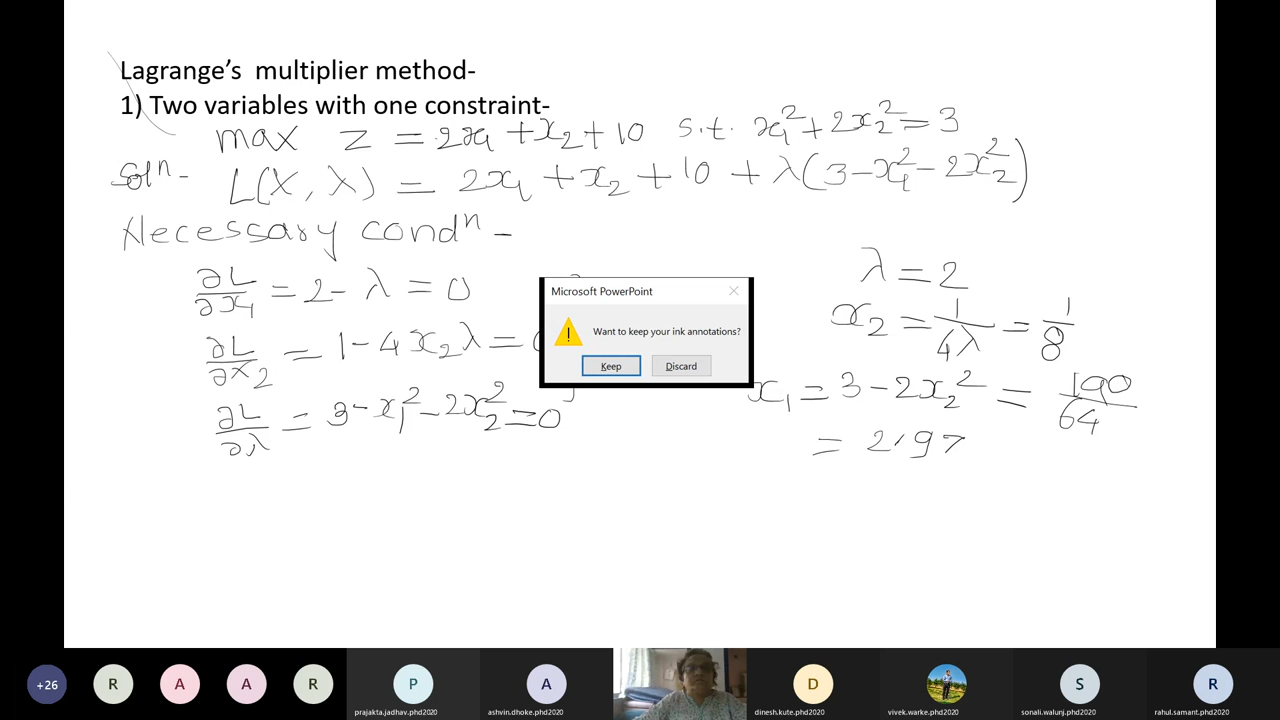 Lagrange’s multiplier method-
1) Two variables with one constraint-
max z = 2x₁ + x₂ + 10 s.t. x₁² + 2x₂² = 3
Solⁿ- L(X, λ) = 2x₁ + x₂ + 10 + λ(3 - x₁² - 2x₂²)
Necessary condⁿ -
∂L/∂x₁ = 2 - λ = 0
∂L/∂x₂ = 1 - 4x₂λ = 0
∂L/∂λ = 3 - x₁² - 2x₂² = 0
λ = 2
x₂ = 1/4λ = 1/8
x₁ = 3 - 2x₂² = 190/64
= 2.97
Microsoft PowerPoint
Want to keep your ink annotations?
Keep Discard
+26 R A A R P A D S R
prajakta.jadhav.phd2020 ashvin.dhoke.phd2020 dinesh.kute.phd2020 vivek.warke.phd2020 sonali.walunj.phd2020 rahul.samant.phd2020